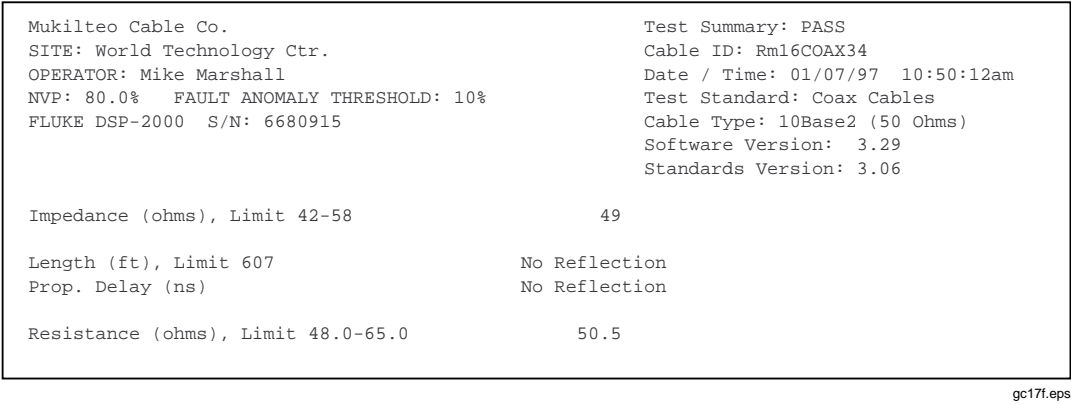 Mukilteo Cable Co. Test Summary: PASS
SITE: World Technology Ctr. Cable ID: Rm16COAX34
OPERATOR: Mike Marshall Date / Time: 01/07/97 10:50:12am
NVP: 80.0% FAULT ANOMALY THRESHOLD: 10% Test Standard: Coax Cables
FLUKE DSP-2000 S/N: 6680915 Cable Type: 10Base2 (50 Ohms)
Software Version: 3.29
Standards Version: 3.06
Impedance (ohms), Limit 42-58 49
Length (ft), Limit 607 No Reflection
Prop. Delay (ns) No Reflection
Resistance (ohms), Limit 48.0-65.0 50.5
gc17f.eps